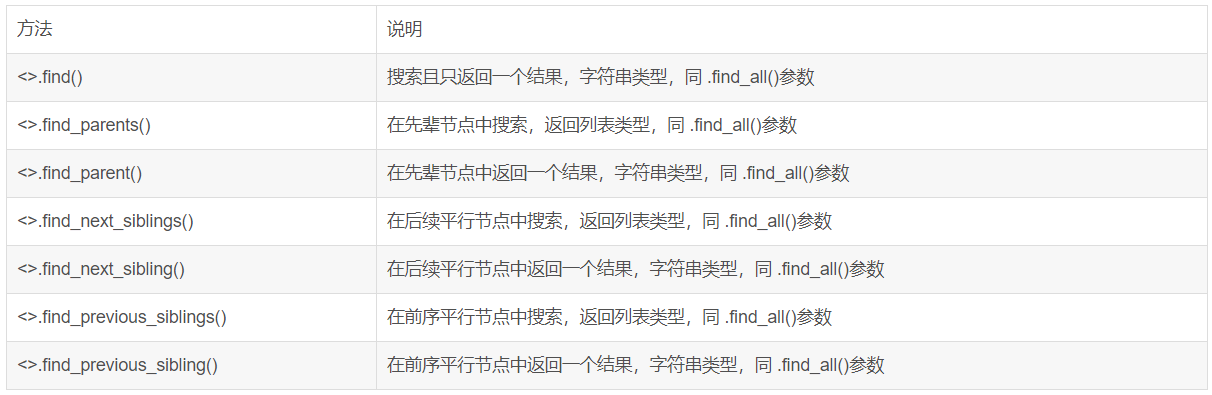 方法 说明
<>.find() 搜索且只返回一个结果，字符串类型，同 .find_all()参数
<>.find_parents() 在先辈节点中搜索，返回列表类型，同 .find_all()参数
<>.find_parent() 在先辈节点中返回一个结果，字符串类型，同 .find_all()参数
<>.find_next_siblings() 在后续平行节点中搜索，返回列表类型，同 .find_all()参数
<>.find_next_sibling() 在后续平行节点中返回一个结果，字符串类型，同 .find_all()参数
<>.find_previous_siblings() 在前序平行节点中搜索，返回列表类型，同 .find_all()参数
<>.find_previous_sibling() 在前序平行节点中返回一个结果，字符串类型，同 .find_all()参数